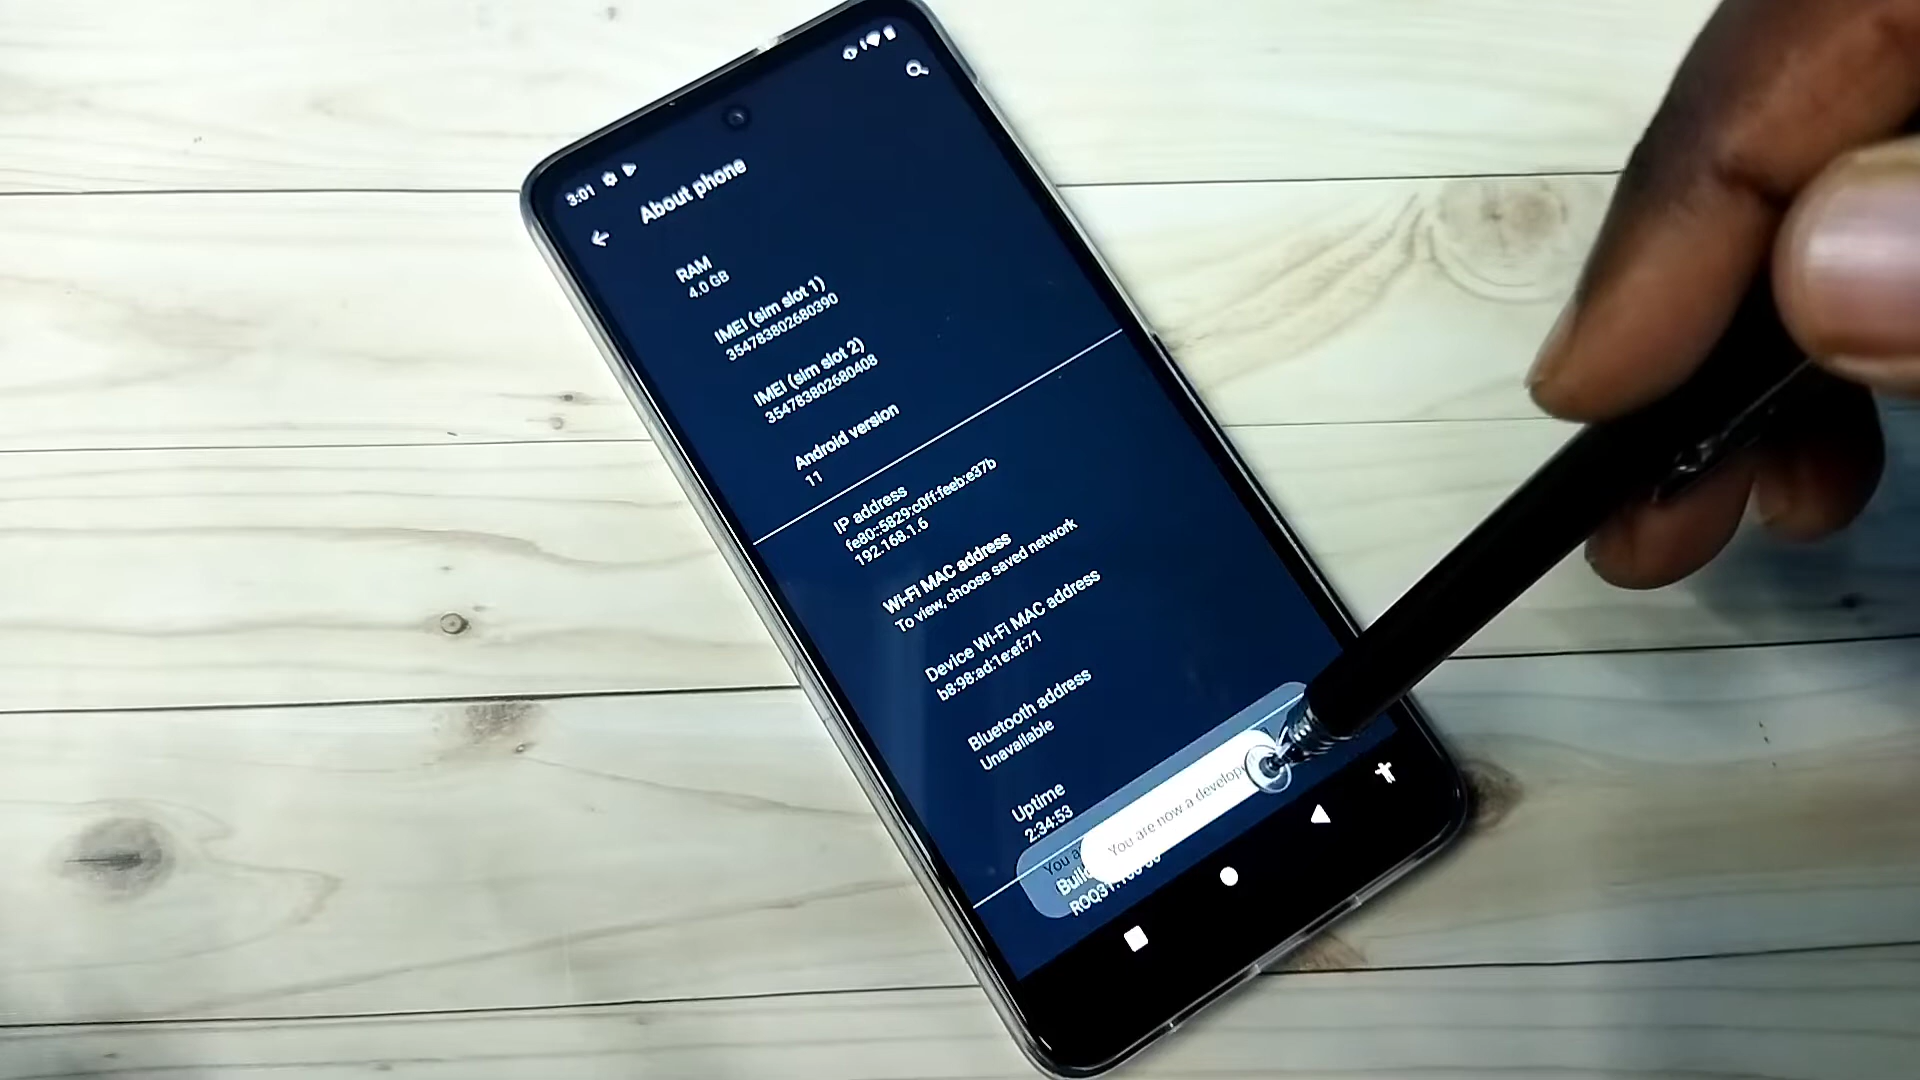 3:01
About phone
RAM
4.0 GB
IMEI (sim slot 1)
354783802680390
IMEI (sim slot 2)
354783802680408
Android version
11
IP address
fe80::5829:c0ff:feeb:e37b
192.168.1.6
Wi-Fi MAC address
To view, choose saved network
Device Wi-Fi MAC address
b8:98:ad:1e:ef:71
Bluetooth address
Unavailable
Uptime
2:34:53
You are now a develop
You a
Buil